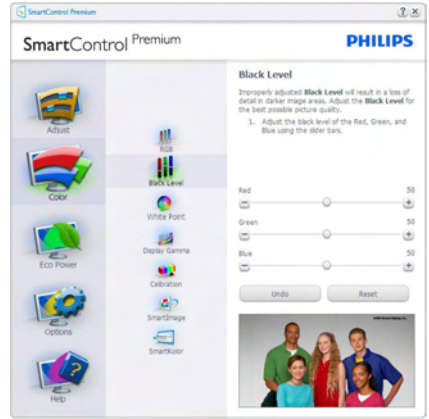 SmartControl Premium
SmartControl Premium
PHILIPS
Adjust
Color
Eco Power
Options
Help
RGB
Black Level
White Point
Display Gamma
Calibration
SmartImage
SmartKolor
Black Level
Improperly adjusted Black Level will result in a loss of
detail in darker image areas. Adjust the Black Level for
the best possible picture quality.
1. Adjust the black level of the Red, Green, and
Blue using the slider bars.
Red 50
Green 50
Blue 50
Undo Reset